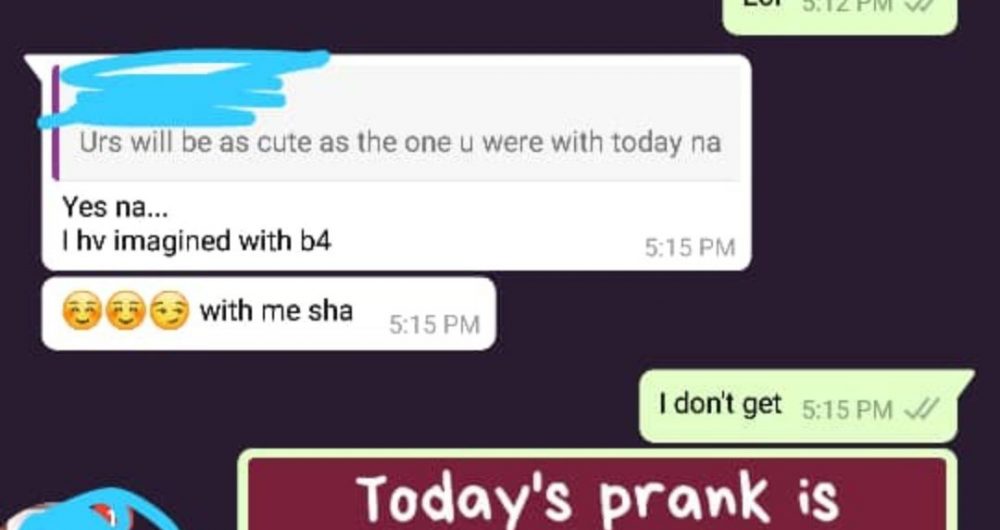 5:12 PM
Urs will be as cute as the one u were with today na
Yes na...
I hv imagined with b4
5:15 PM
☺️☺️😏 with me sha
5:15 PM
I don't get
5:15 PM
Today's prank is